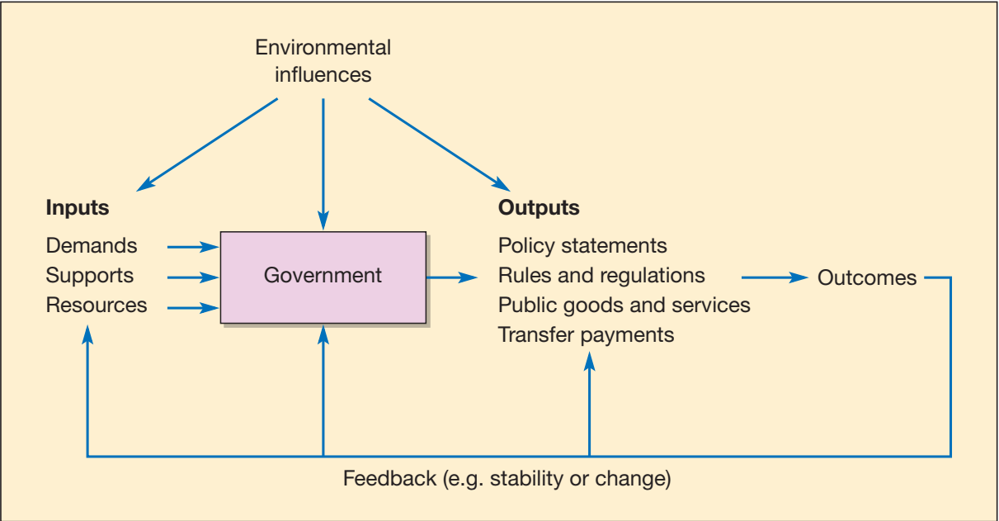 Environmental
influences
Inputs
Demands
Supports
Resources
Government
Outputs
Policy statements
Rules and regulations
Public goods and services
Transfer payments
Outcomes
Feedback (e.g. stability or change)